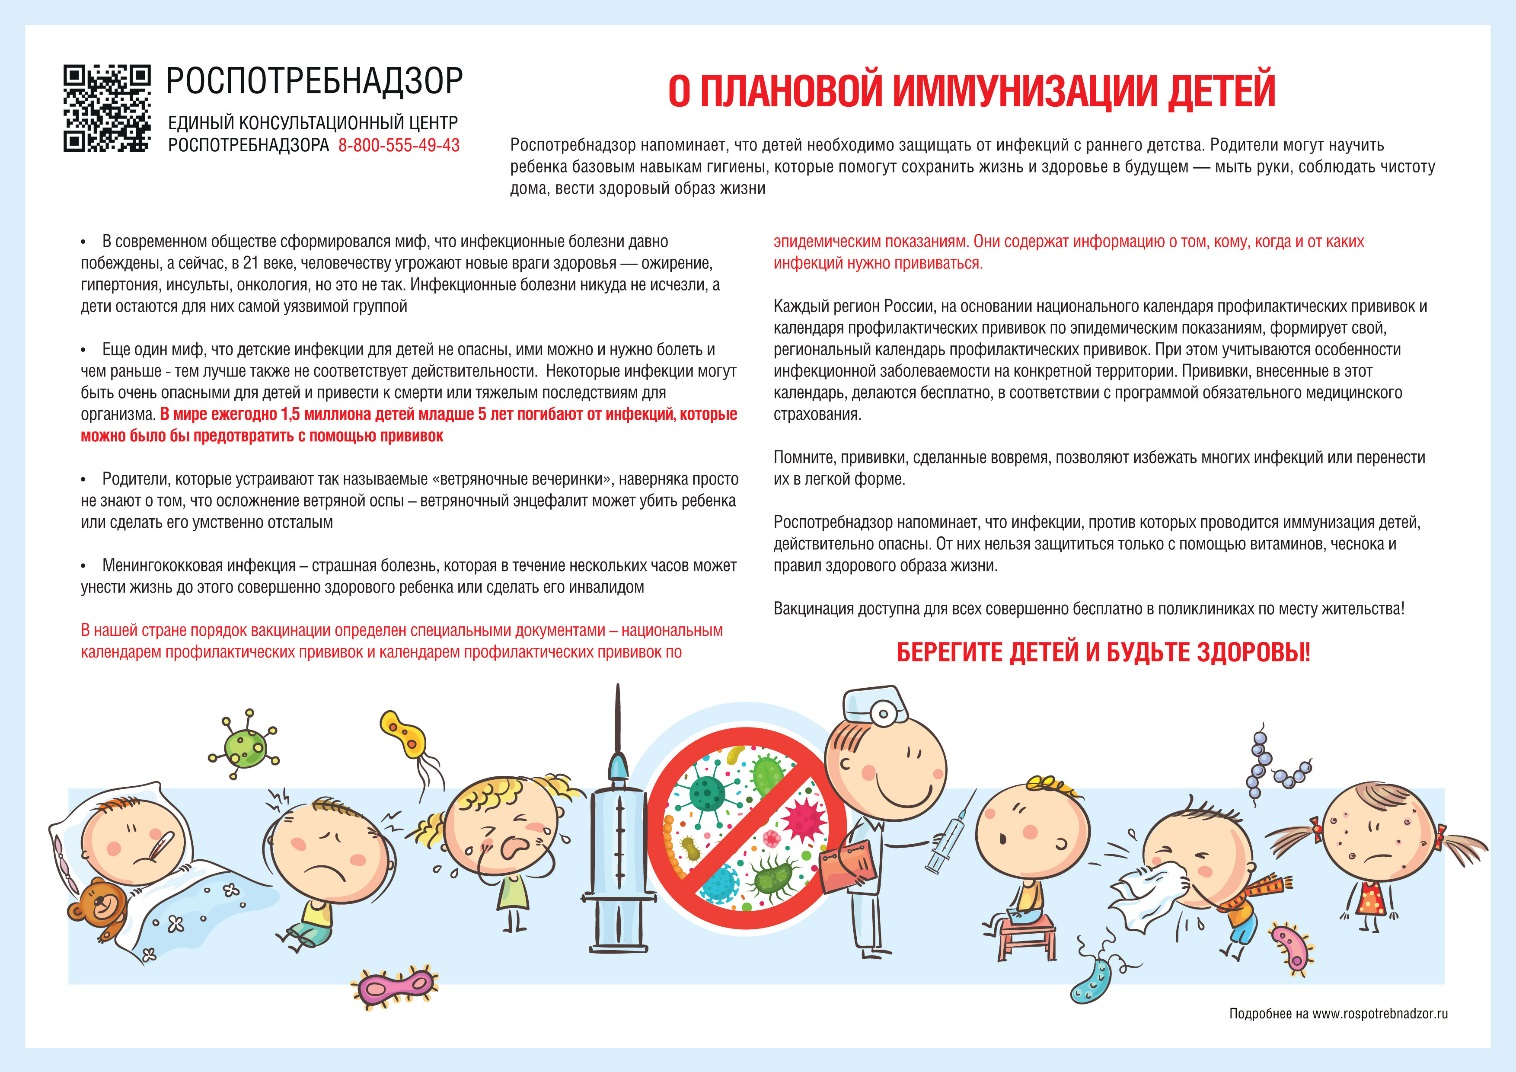 РОСПОТРЕБНАДЗОР
ЕДИНЫЙ КОНСУЛЬТАЦИОННЫЙ ЦЕНТР
РОСПОТРЕБНАДЗОРА 8-800-555-49-43
О ПЛАНОВОЙ ИММУНИЗАЦИИ ДЕТЕЙ
Роспотребнадзор напоминает, что детей необходимо защищать от инфекций с раннего детства. Родители могут научить
ребенка базовым навыкам гигиены, которые помогут сохранить жизнь и здоровье в будущем — мыть руки, соблюдать чистоту
дома, вести здоровый образ жизни
• В современном обществе сформировался миф, что инфекционные болезни давно
побеждены, а сейчас, в 21 веке, человечеству угрожают новые враги здоровья — ожирение,
гипертония, инсульты, онкология, но это не так. Инфекционные болезни никуда не исчезли, а
дети остаются для них самой уязвимой группой
• Еще один миф, что детские инфекции для детей не опасны, ими можно и нужно болеть и
чем раньше - тем лучше также не соответствует действительности. Некоторые инфекции могут
быть очень опасными для детей и привести к смерти или тяжелым последствиям для
организма. В мире ежегодно 1,5 миллиона детей младше 5 лет погибают от инфекций, которые
можно было бы предотвратить с помощью прививок
• Родители, которые устраивают так называемые «ветряночные вечеринки», наверняка просто
не знают о том, что осложнение ветряной оспы – ветряночный энцефалит может убить ребенка
или сделать его умственно отсталым
• Менингококковая инфекция – страшная болезнь, которая в течение нескольких часов может
унести жизнь до этого совершенно здорового ребенка или сделать его инвалидом
В нашей стране порядок вакцинации определен специальными документами – национальным
календарем профилактических прививок и календарем профилактических прививок по
эпидемическим показаниям. Они содержат информацию о том, кому, когда и от каких
инфекций нужно прививаться.
Каждый регион России, на основании национального календаря профилактических прививок и
календаря профилактических прививок по эпидемическим показаниям, формирует свой,
региональный календарь профилактических прививок. При этом учитываются особенности
инфекционной заболеваемости на конкретной территории. Прививки, внесенные в этот
календарь, делаются бесплатно, в соответствии с программой обязательного медицинского
страхования.
Помните, прививки, сделанные вовремя, позволяют избежать многих инфекций или перенести
их в легкой форме.
Роспотребнадзор напоминает, что инфекции, против которых проводится иммунизация детей,
действительно опасны. От них нельзя защититься только с помощью витаминов, чеснока и
правил здорового образа жизни.
Вакцинация доступна для всех совершенно бесплатно в поликлиниках по месту жительства!
БЕРЕГИТЕ ДЕТЕЙ И БУДЬТЕ ЗДОРОВЫ!
Подробнее на www.rospotrebnadzor.ru